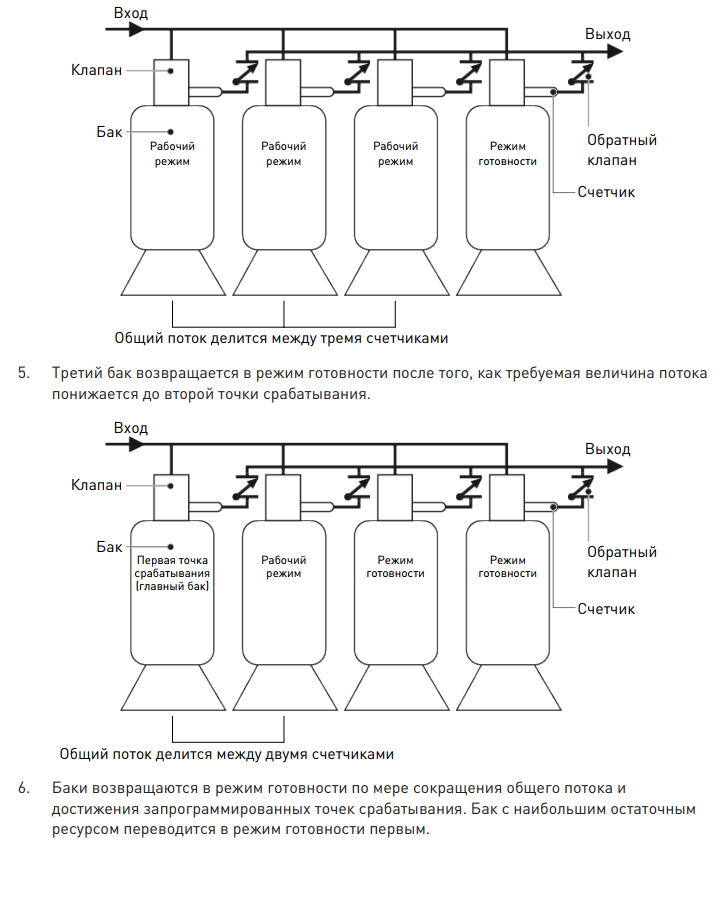 Вход
Выход
Клапан
Бак
Рабочий
режим
Рабочий
режим
Рабочий
режим
Режим
готовности
Обратный
клапан
Счетчик
Общий поток делится между тремя счетчиками
5. Третий бак возвращается в режим готовности после того, как требуемая величина потока
понижается до второй точки срабатывания.
Вход
Выход
Клапан
Бак
Первая точка
срабатывания
(главный бак)
Рабочий
режим
Режим
готовности
Режим
готовности
Обратный
клапан
Счетчик
Общий поток делится между двумя счетчиками
6. Баки возвращаются в режим готовности по мере сокращения общего потока и
достижения запрограммированных точек срабатывания. Бак с наибольшим остаточным
ресурсом переводится в режим готовности первым.